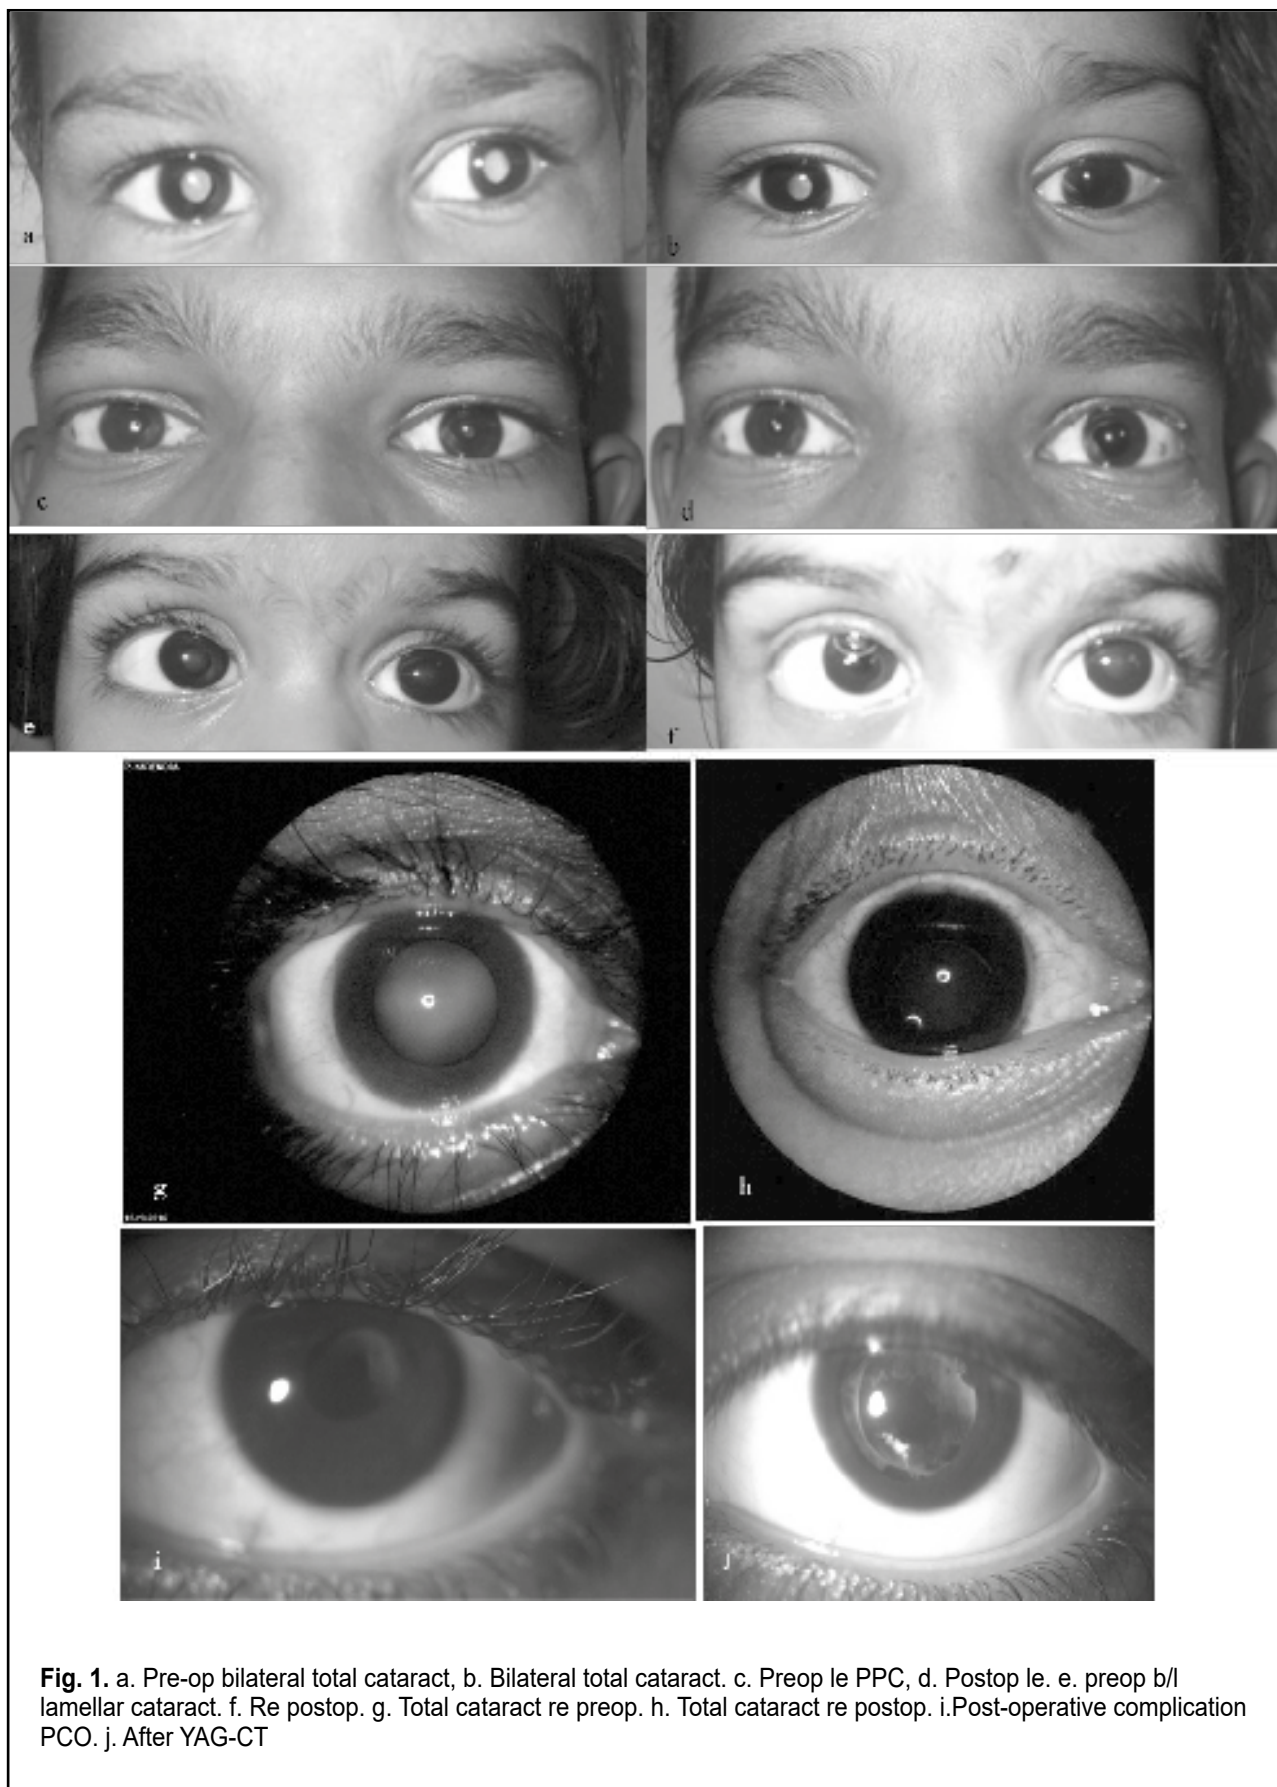 a
b
c
d
e
f
g
h
i
j
Fig. 1. a. Pre-op bilateral total cataract, b. Bilateral total cataract. c. Preop le PPC, d. Postop le. e. preop b/l
lamellar cataract. f. Re postop. g. Total cataract re preop. h. Total cataract re postop. i.Post-operative complication
PCO. j. After YAG-CT